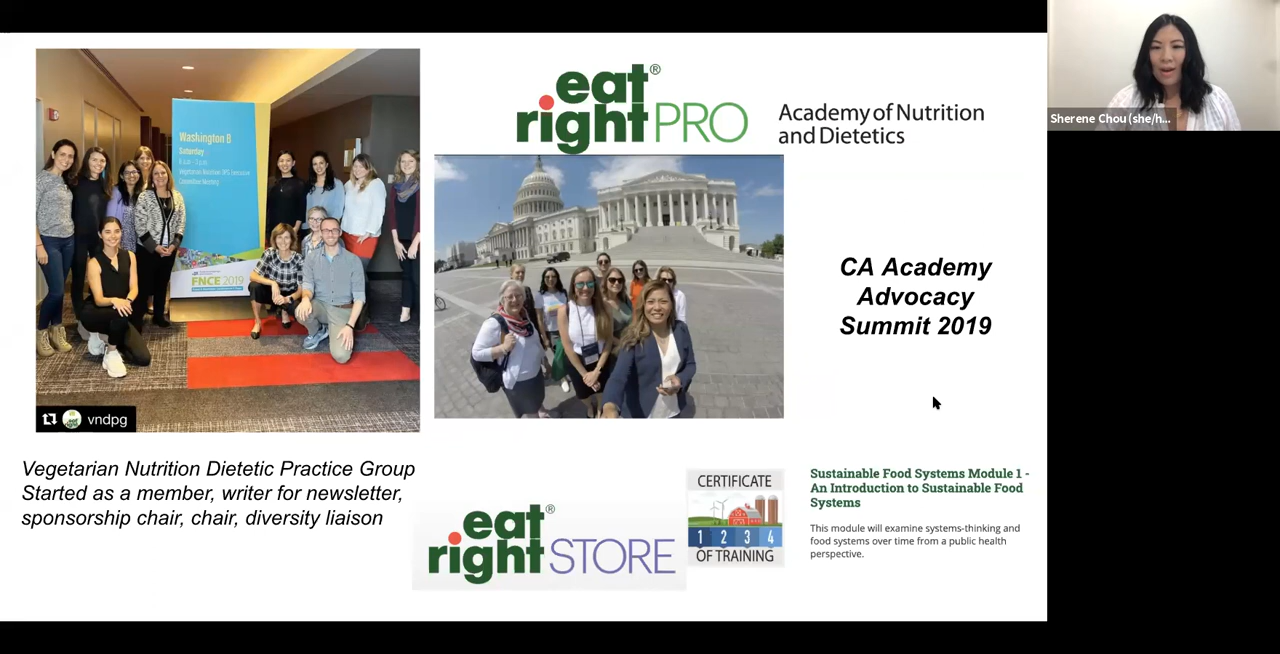 Washington B
Saturday
FNCE 2019
vndpg
eat®
right PRO
Academy of Nutrition
and Dietetics
CA Academy
Advocacy
Summit 2019
Vegetarian Nutrition Dietetic Practice Group
Started as a member, writer for newsletter,
sponsorship chair, chair, diversity liaison
eat®
right STORE
CERTIFICATE
1 2 3 4
OF TRAINING
Sustainable Food Systems Module 1 -
An Introduction to Sustainable Food
Systems
This module will examine systems-thinking and
food systems over time from a public health
perspective.
Sherene Chou (she/h...